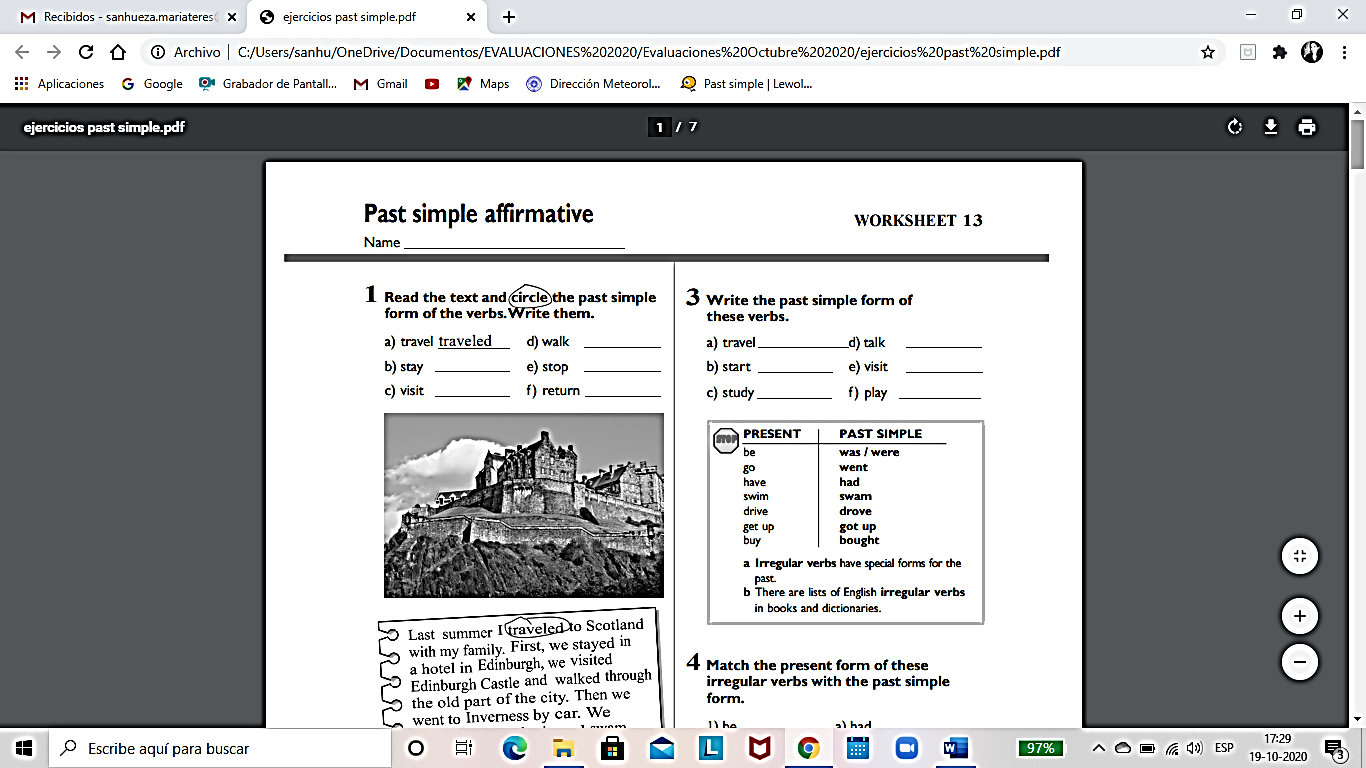 Recibidos - sanhueza.mariateres
ejercicios past simple.pdf
Archivo
C:/Users/sanhu/OneDrive/Documentos/EVALUACIONES%202020/Evaluaciones%20Octubre%202020/ejercicios%20past%20simple.pdf
Aplicaciones
Google
Grabador de Pantall...
Gmail
Maps
Dirección Meteorol...
Past simple | Lewol...
ejercicios past simple.pdf
1 / 7
Past simple affirmative
WORKSHEET 13
Name
1 Read the text and circle the past simple
form of the verbs. Write them.
a) travel traveled d) walk
b) stay e) stop
c) visit f) return
Last summer I traveled to Scotland
with my family. First, we stayed in
a hotel in Edinburgh, we visited
Edinburgh Castle and walked through
the old part of the city. Then we
went to Inverness by car. We
swam
3 Write the past simple form of
these verbs.
a) travel d) talk
b) start e) visit
c) study f) play
STOP
PRESENT PAST SIMPLE
be was / were
go went
have had
swim swam
drive drove
get up got up
buy bought
a Irregular verbs have special forms for the
past.
b There are lists of English irregular verbs
in books and dictionaries.
4 Match the present form of these
irregular verbs with the past simple
form.
1) be a) had
Escribe aquí para buscar
97%
ESP
17:29
19-10-2020
3